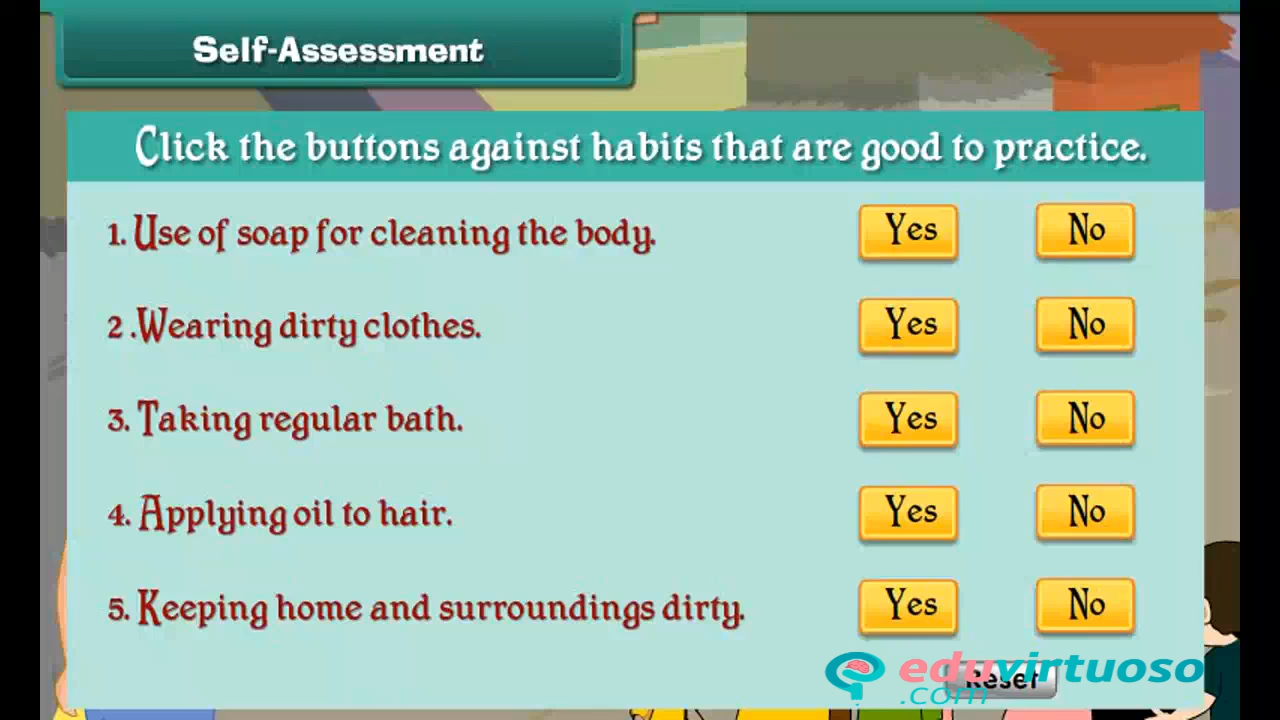 Self-Assessment
Click the buttons against habits that are good to practice.
1. Use of soap for cleaning the body. Yes No
2 .Wearing dirty clothes. Yes No
3. Taking regular bath. Yes No
4. Applying oil to hair. Yes No
5. Keeping home and surroundings dirty. Yes No
eduvirtuoso
.com
Reset